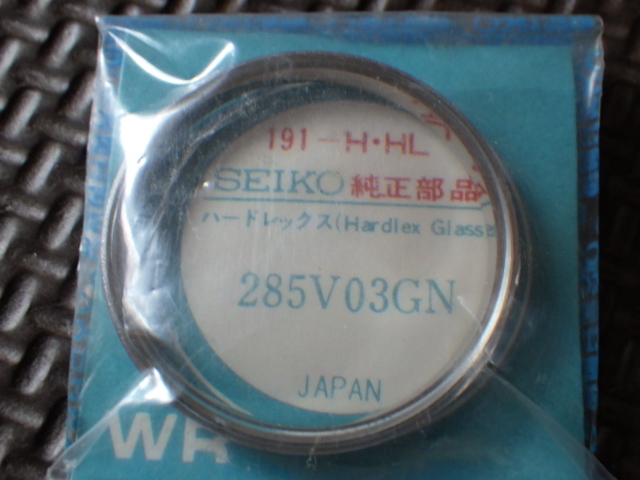 191-H・HL
SEIKO 純正部品
ハードレックス(Hardlex Glass
285V03GN
JAPAN
WR